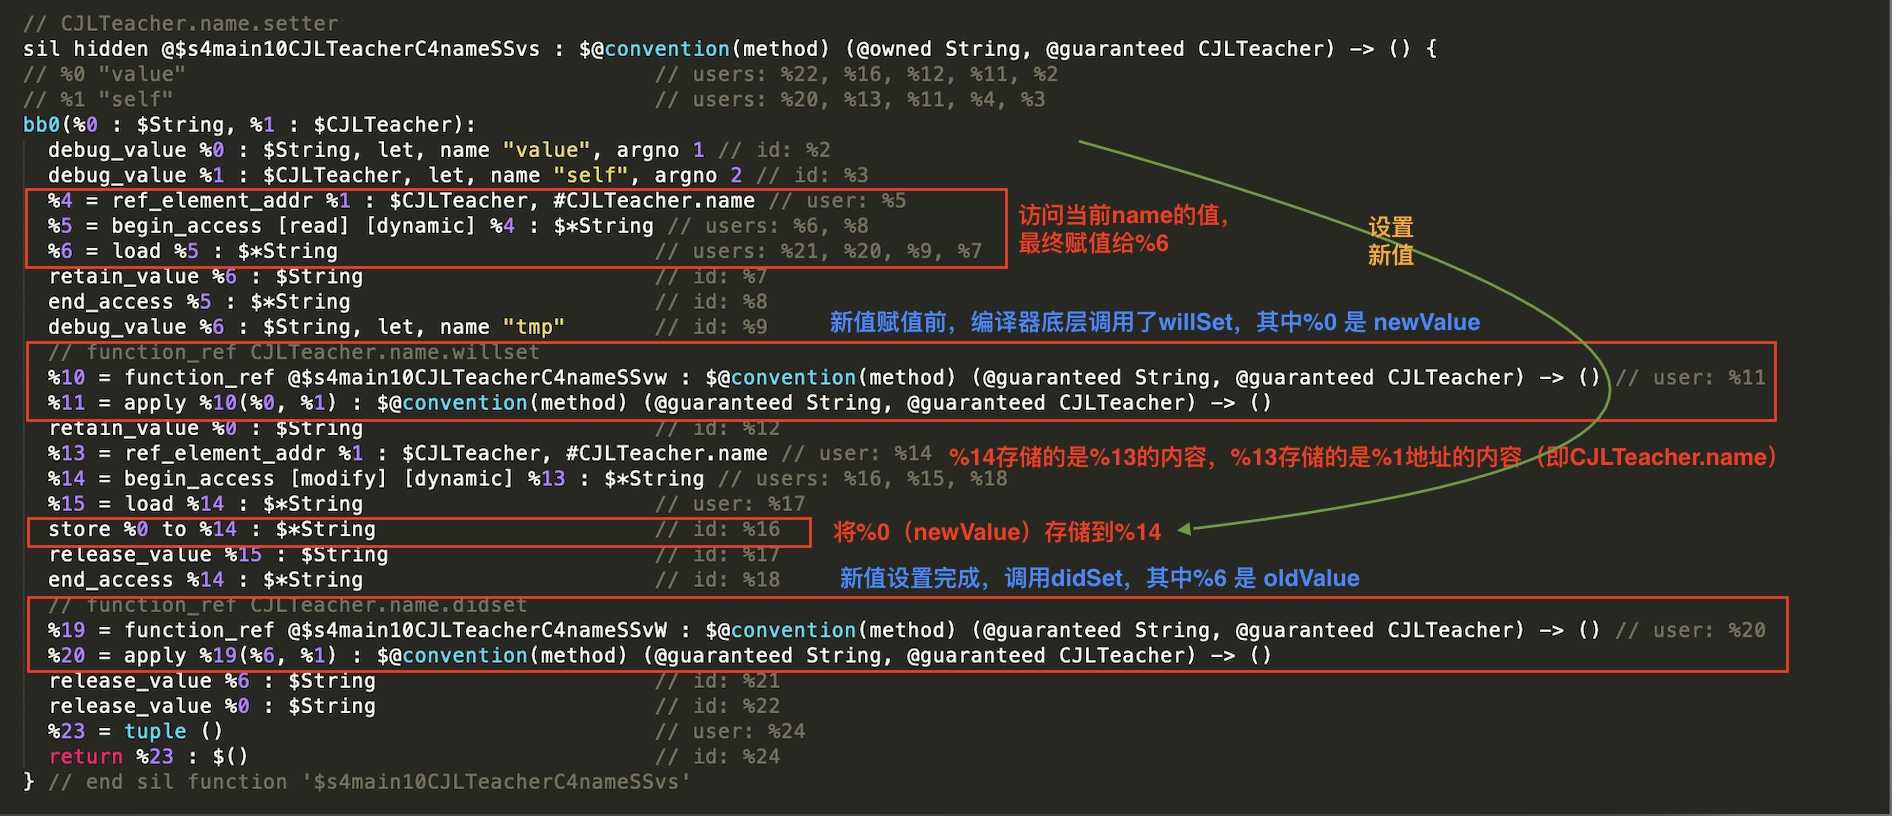 // CJLTeacher.name.setter
sil hidden @$s4main10CJLTeacherC4nameSSvs : $@convention(method) (@owned String, @guaranteed CJLTeacher) -> () {
// %0 "value" // users: %22, %16, %12, %11, %2
// %1 "self" // users: %20, %13, %11, %4, %3
bb0(%0 : $String, %1 : $CJLTeacher):
debug_value %0 : $String, let, name "value", argno 1 // id: %2
debug_value %1 : $CJLTeacher, let, name "self", argno 2 // id: %3
%4 = ref_element_addr %1 : $CJLTeacher, #CJLTeacher.name // user: %5
%5 = begin_access [read] [dynamic] %4 : $*String // users: %6, %8
%6 = load %5 : $*String // users: %21, %20, %9, %7
访问当前name的值，
最终赋值给%6
设置
新值
retain_value %6 : $String // id: %7
end_access %5 : $*String // id: %8
debug_value %6 : $String, let, name "tmp" // id: %9
新值赋值前，编译器底层调用了willSet，其中%0 是 newValue
// function_ref CJLTeacher.name.willset
%10 = function_ref @$s4main10CJLTeacherC4nameSSvw : $@convention(method) (@guaranteed String, @guaranteed CJLTeacher) -> () // user: %11
%11 = apply %10(%0, %1) : $@convention(method) (@guaranteed String, @guaranteed CJLTeacher) -> ()
retain_value %0 : $String // id: %12
%13 = ref_element_addr %1 : $CJLTeacher, #CJLTeacher.name // user: %14
%14存储的是%13的内容，%13存储的是%1地址的内容（即CJLTeacher.name）
%14 = begin_access [modify] [dynamic] %13 : $*String // users: %16, %15, %18
%15 = load %14 : $*String // user: %17
store %0 to %14 : $*String // id: %16
将%0（newValue）存储到%14
release_value %15 : $String // id: %17
end_access %14 : $*String // id: %18
新值设置完成，调用didSet，其中%6 是 oldValue
// function_ref CJLTeacher.name.didset
%19 = function_ref @$s4main10CJLTeacherC4nameSSvW : $@convention(method) (@guaranteed String, @guaranteed CJLTeacher) -> () // user: %20
%20 = apply %19(%6, %1) : $@convention(method) (@guaranteed String, @guaranteed CJLTeacher) -> ()
release_value %6 : $String // id: %21
release_value %0 : $String // id: %22
%23 = tuple () // user: %24
return %23 : $() // id: %24
} // end sil function '$s4main10CJLTeacherC4nameSSvs'